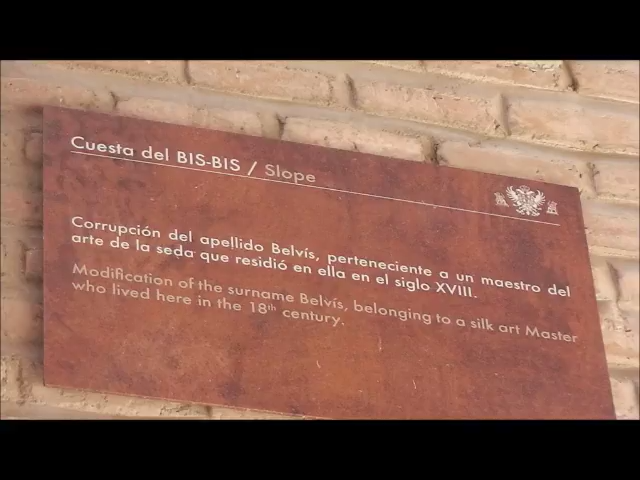 Cuesta del BIS-BIS / Slope
Corrupción del apellido Belvís, perteneciente a un maestro del
arte de la seda que residió en ella en el siglo XVIII.
Modification of the surname Belvís, belonging to a silk art Master
who lived here in the 18th century.